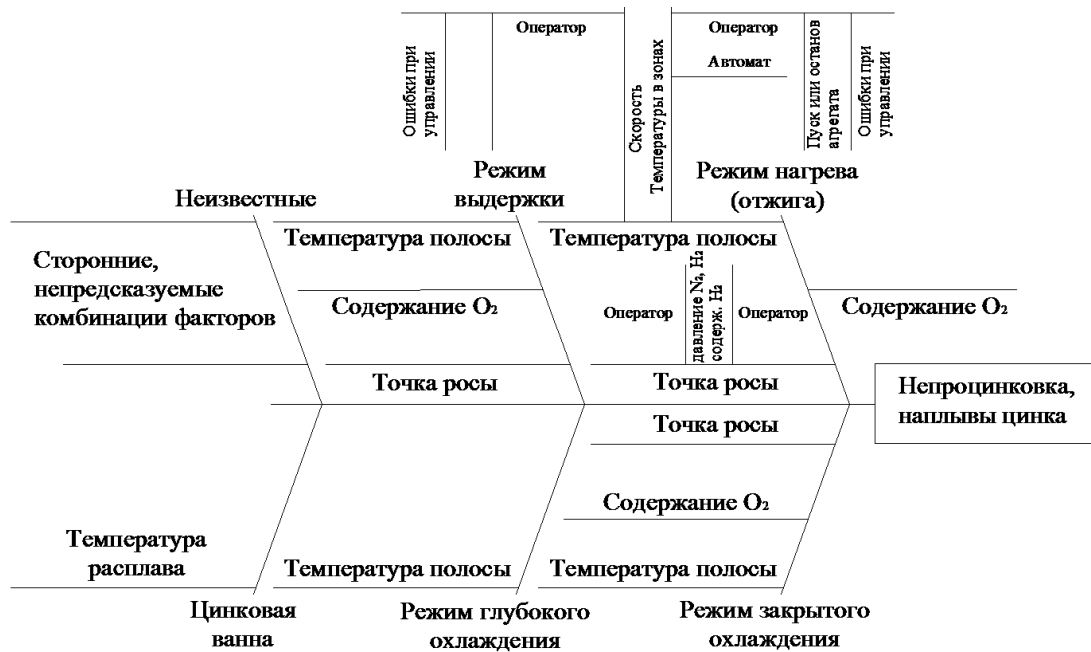 Ошибки при
управлении
Оператор
Скорость
Температуры в зонах
Оператор
Автомат
Пуск или останов
агрегата
Ошибки при
управлении
Неизвестные
Режим
выдержки
Режим нагрева
(отжига)
Сторонние,
непредсказуемые
комбинации факторов
Температура полосы
Содержание O₂
Точка росы
Температура полосы
Оператор
давление N₂, H₂
содерж. H₂
Оператор
Содержание O₂
Точка росы
Непроцинковка,
наплывы цинка
Точка росы
Содержание O₂
Температура
расплава
Температура полосы
Температура полосы
Цинковая
ванна
Режим глубокого
охлаждения
Режим закрытого
охлаждения